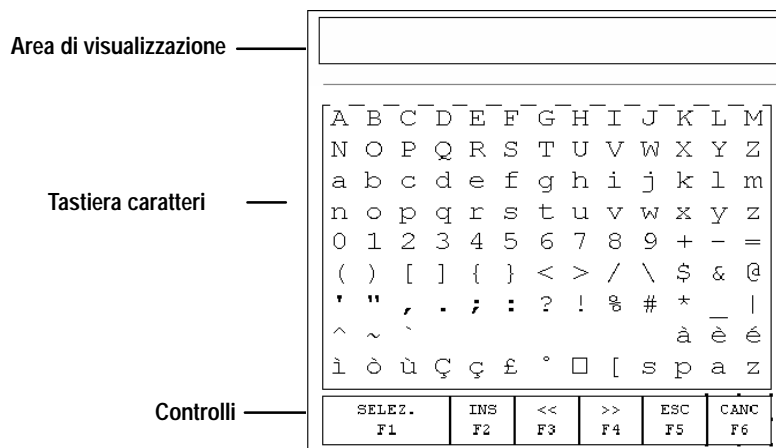 Area di visualizzazione
Tastiera caratteri
A B C D E F G H I J K L M
N O P Q R S T U V W X Y Z
a b c d e f g h i j k l m
n o p q r s t u v w x y z
0 1 2 3 4 5 6 7 8 9 + - =
( ) [ ] { } < > / \ $ & @
' " , . ; : ? ! % # * _ |
^ ~ ` à è é
ì ò ù Ç ç £ ° □ [ s p a z
Controlli
SELEZ. INS << >> ESC CANC
F1 F2 F3 F4 F5 F6